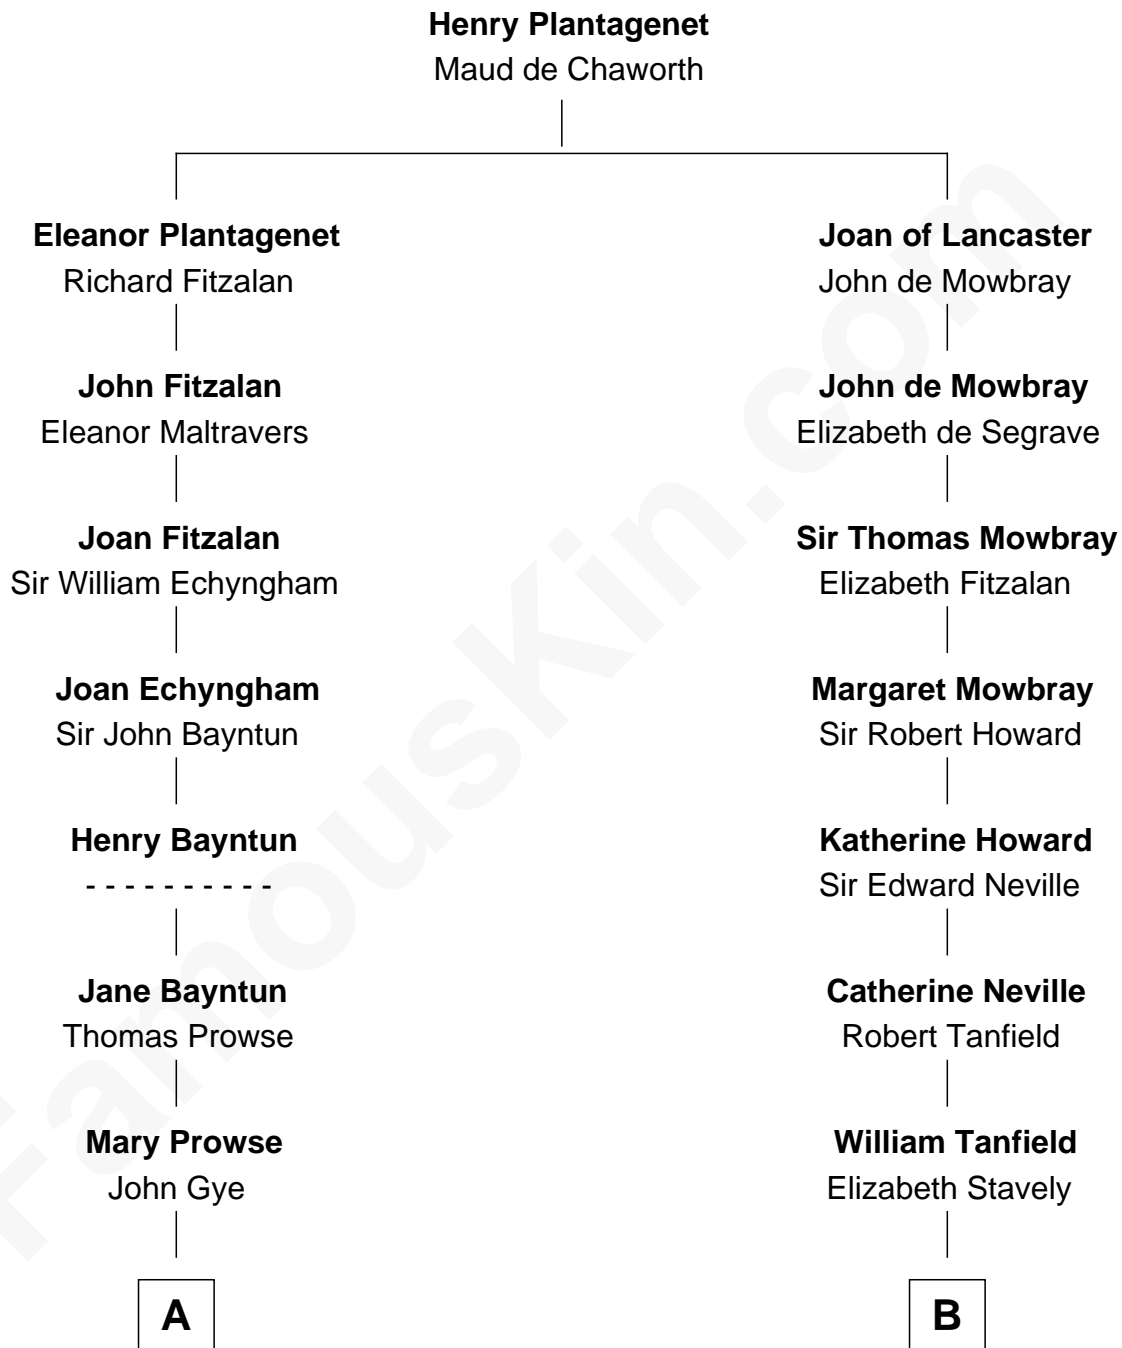 Henry Plantagenet
Maud de Chaworth
Eleanor Plantagenet
Richard Fitzalan
Joan of Lancaster
John de Mowbray
John Fitzalan
Eleanor Maltravers
John de Mowbray
Elizabeth de Segrave
Joan Fitzalan
Sir William Echyngham
Sir Thomas Mowbray
Elizabeth Fitzalan
Joan Echyngham
Sir John Bayntun
Margaret Mowbray
Sir Robert Howard
Henry Bayntun
- - - - - - - - - -
Katherine Howard
Sir Edward Neville
Jane Bayntun
Thomas Prowse
Catherine Neville
Robert Tanfield
Mary Prowse
John Gye
William Tanfield
Elizabeth Stavely
A
B
FamousKin.com